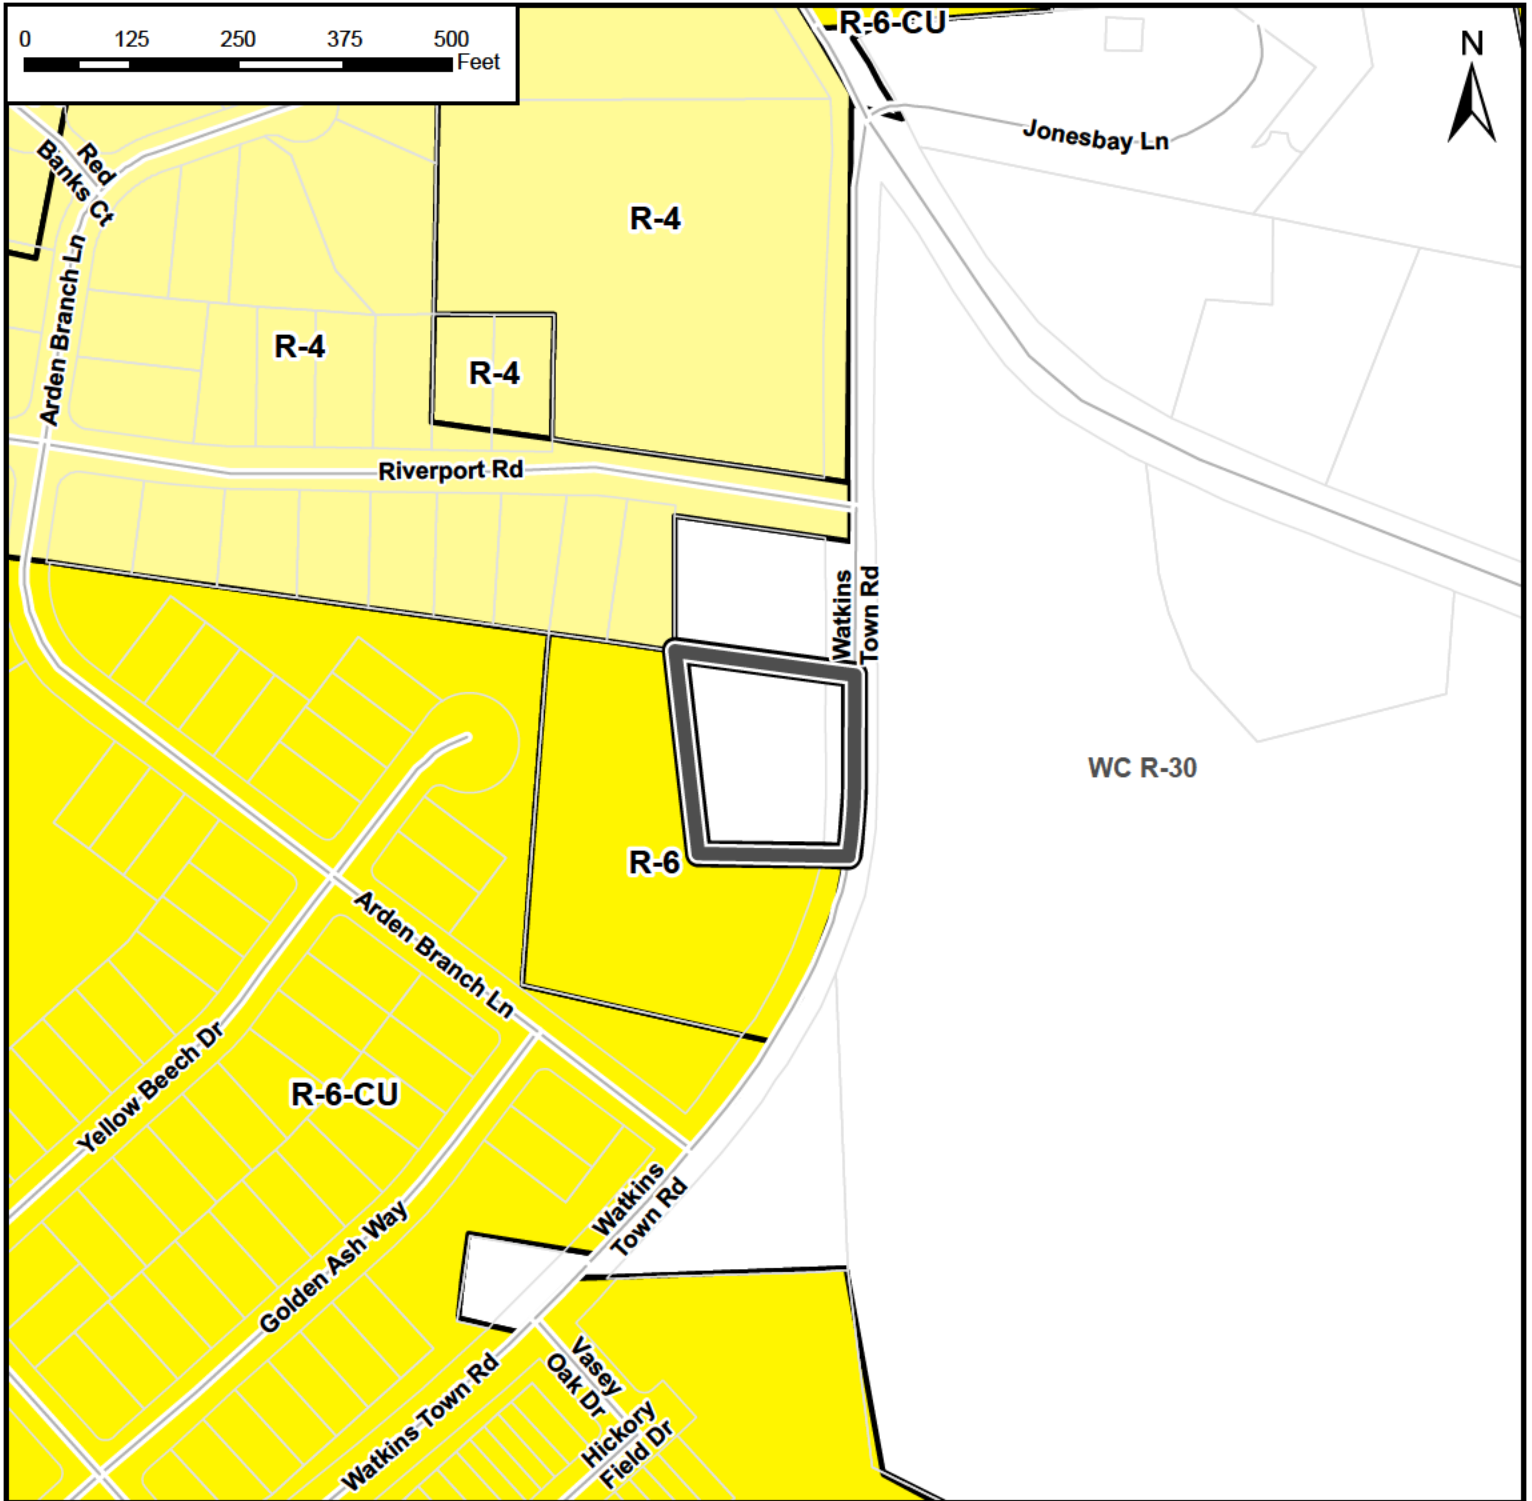 0 125 250 375 500
Feet
R-6-CU
N
Jonesbay Ln
Red
Banks Ct
R-4
Arden Branch Ln
R-4
R-4
Riverport Rd
Watkins
Town Rd
WC R-30
R-6
Arden Branch Ln
Yellow Beech Dr
R-6-CU
Watkins
Town Rd
Golden Ash Way
Vasey
Oak Dr
Watkins Town Rd
Hickory
Field Dr